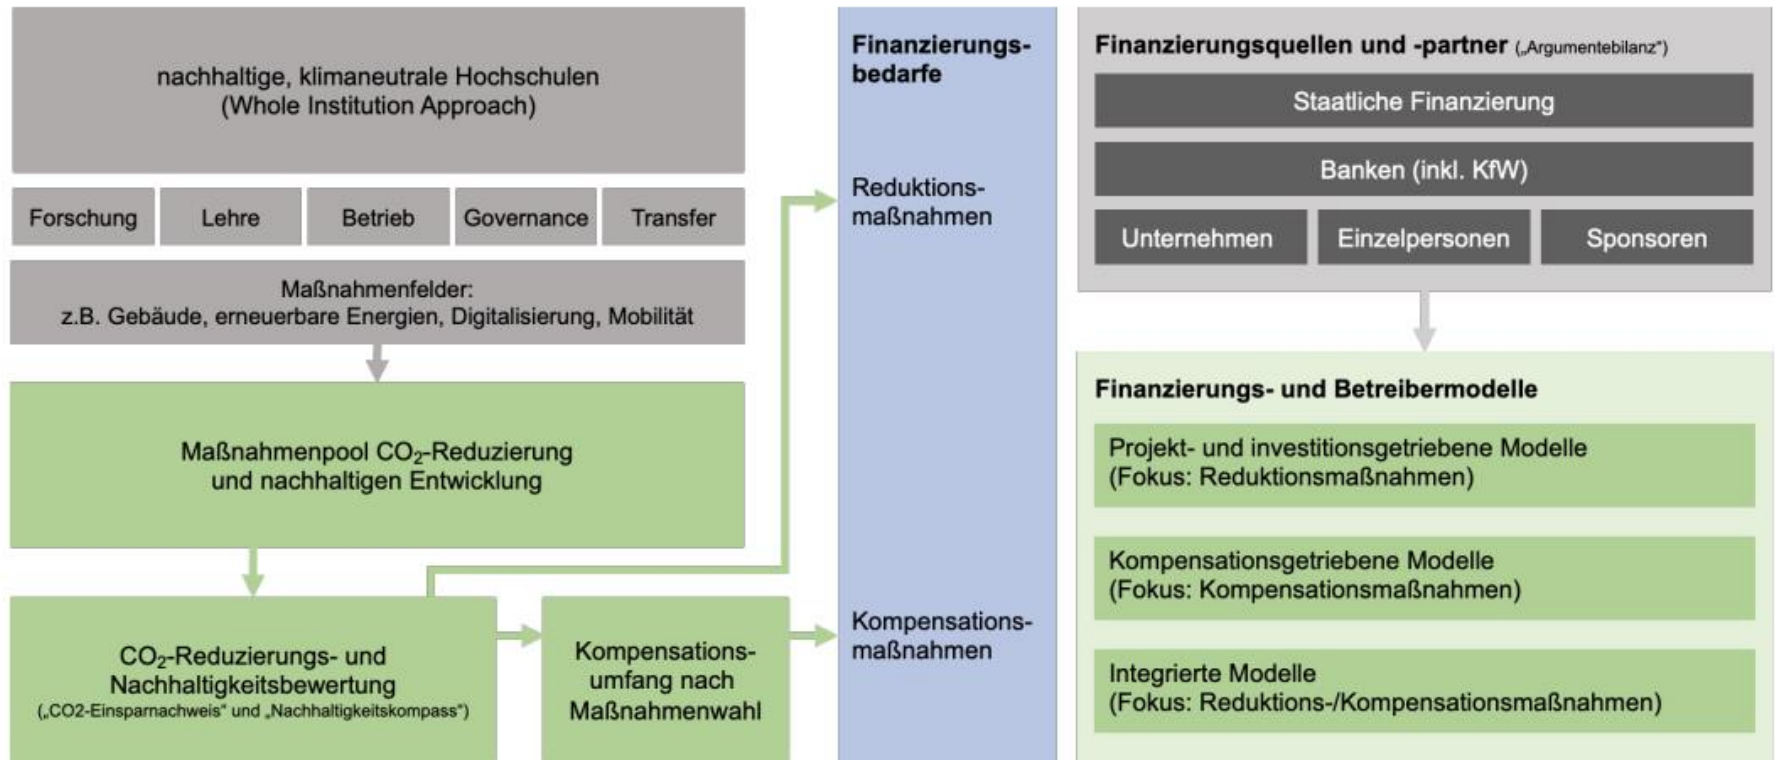 nachhaltige, klimaneutrale Hochschulen
(Whole Institution Approach)
Forschung
Lehre
Betrieb
Governance
Transfer
Maßnahmenfelder:
z.B. Gebäude, erneuerbare Energien, Digitalisierung, Mobilität
Maßnahmenpool CO₂-Reduzierung
und nachhaltigen Entwicklung
CO₂-Reduzierungs- und
Nachhaltigkeitsbewertung
(„CO2-Einsparnachweis“ und „Nachhaltigkeitskompass“)
Kompensations-
umfang nach
Maßnahmenwahl
Finanzierungs-
bedarfe
Reduktions-
maßnahmen
Kompensations-
maßnahmen
Finanzierungsquellen und -partner („Argumentebilanz“)
Staatliche Finanzierung
Banken (inkl. KfW)
Unternehmen
Einzelpersonen
Sponsoren
Finanzierungs- und Betreibermodelle
Projekt- und investitionsgetriebene Modelle
(Fokus: Reduktionsmaßnahmen)
Kompensationsgetriebene Modelle
(Fokus: Kompensationsmaßnahmen)
Integrierte Modelle
(Fokus: Reduktions-/Kompensationsmaßnahmen)